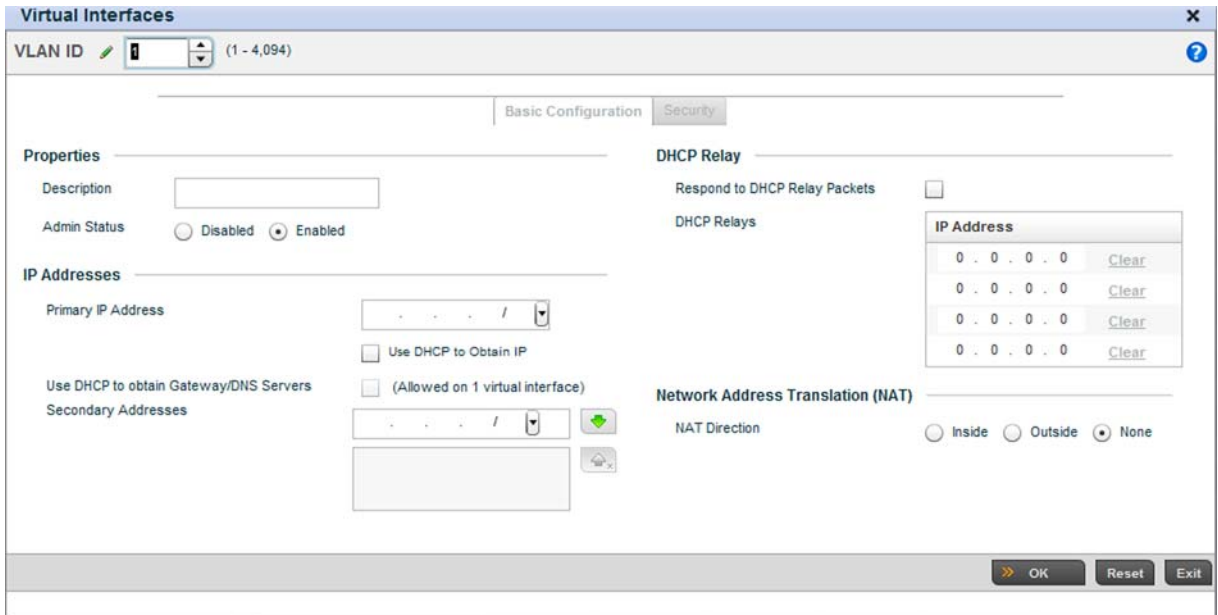 Virtual Interfaces
VLAN ID 1 (1 - 4,094)
Basic Configuration Security
Properties
Description
Admin Status Disabled Enabled
IP Addresses
Primary IP Address . . . /
Use DHCP to Obtain IP
Use DHCP to obtain Gateway/DNS Servers (Allowed on 1 virtual interface)
Secondary Addresses . . . /
DHCP Relay
Respond to DHCP Relay Packets
DHCP Relays
IP Address
0 . 0 . 0 . 0 Clear
0 . 0 . 0 . 0 Clear
0 . 0 . 0 . 0 Clear
0 . 0 . 0 . 0 Clear
Network Address Translation (NAT)
NAT Direction Inside Outside None
OK Reset Exit